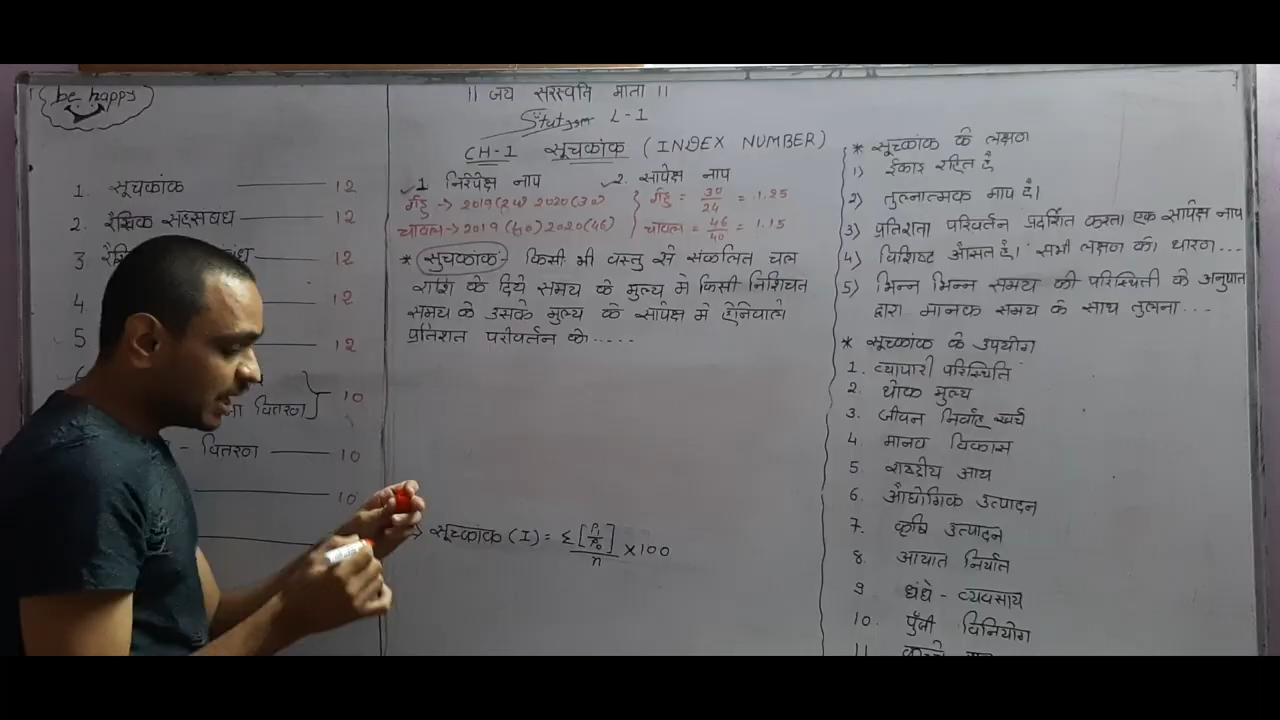 be happy
|| जय सरस्वति माता ||
L-1
CH-1 सूचकांक (INDEX NUMBER)
1. सूचकांक 12
2. रैखिक सहसबंध 12
3 12
4 12
5 12
वितरण 10
- वितरण 10
10
1 निरपेक्ष नाप 2. सापेक्ष नाप
गेहु -> 2019(24) 2020(30) गेहु = 30/24 = 1.25
चावल -> 2019(40) 2020(46) चावल = 46/40 = 1.15
* सुचकांक - किसी भी वस्तु से संकलित चल
राशि के दिये समय के मुल्य मे किसी निश्चित
समय के उसके मुल्य के सापेक्ष मे होनेवाले
प्रतिशत परिवर्तन को.....
सूचकांक (I) = Σ[P₁/P₀]/n ×100
* सूचकांक के लक्षण
1) ईकाइ रहित है
2) तुलनात्मक माप है।
3) प्रतिशता परिवर्तन प्रदर्शित करता एक सापेक्ष नाप
4) विशिष्ट औसत है। सभी लक्षण को धारण...
5) भिन्न भिन्न समय की परिस्थिती के अनुपात
द्वारा मानक समय के साथ तुलना...
* सूचकांक के उपयोग
1. व्यापारी परिस्थिति
2. थोक मुल्य
3. जीवन निर्वाह खर्च
4. मानव विकास
5. राष्ट्रीय आय
6. औद्योगिक उत्पादन
7. कृषि उत्पादन
8. आयात निर्यात
9 धंधे - व्यवसाय
10. पुँजी विनियोग
11